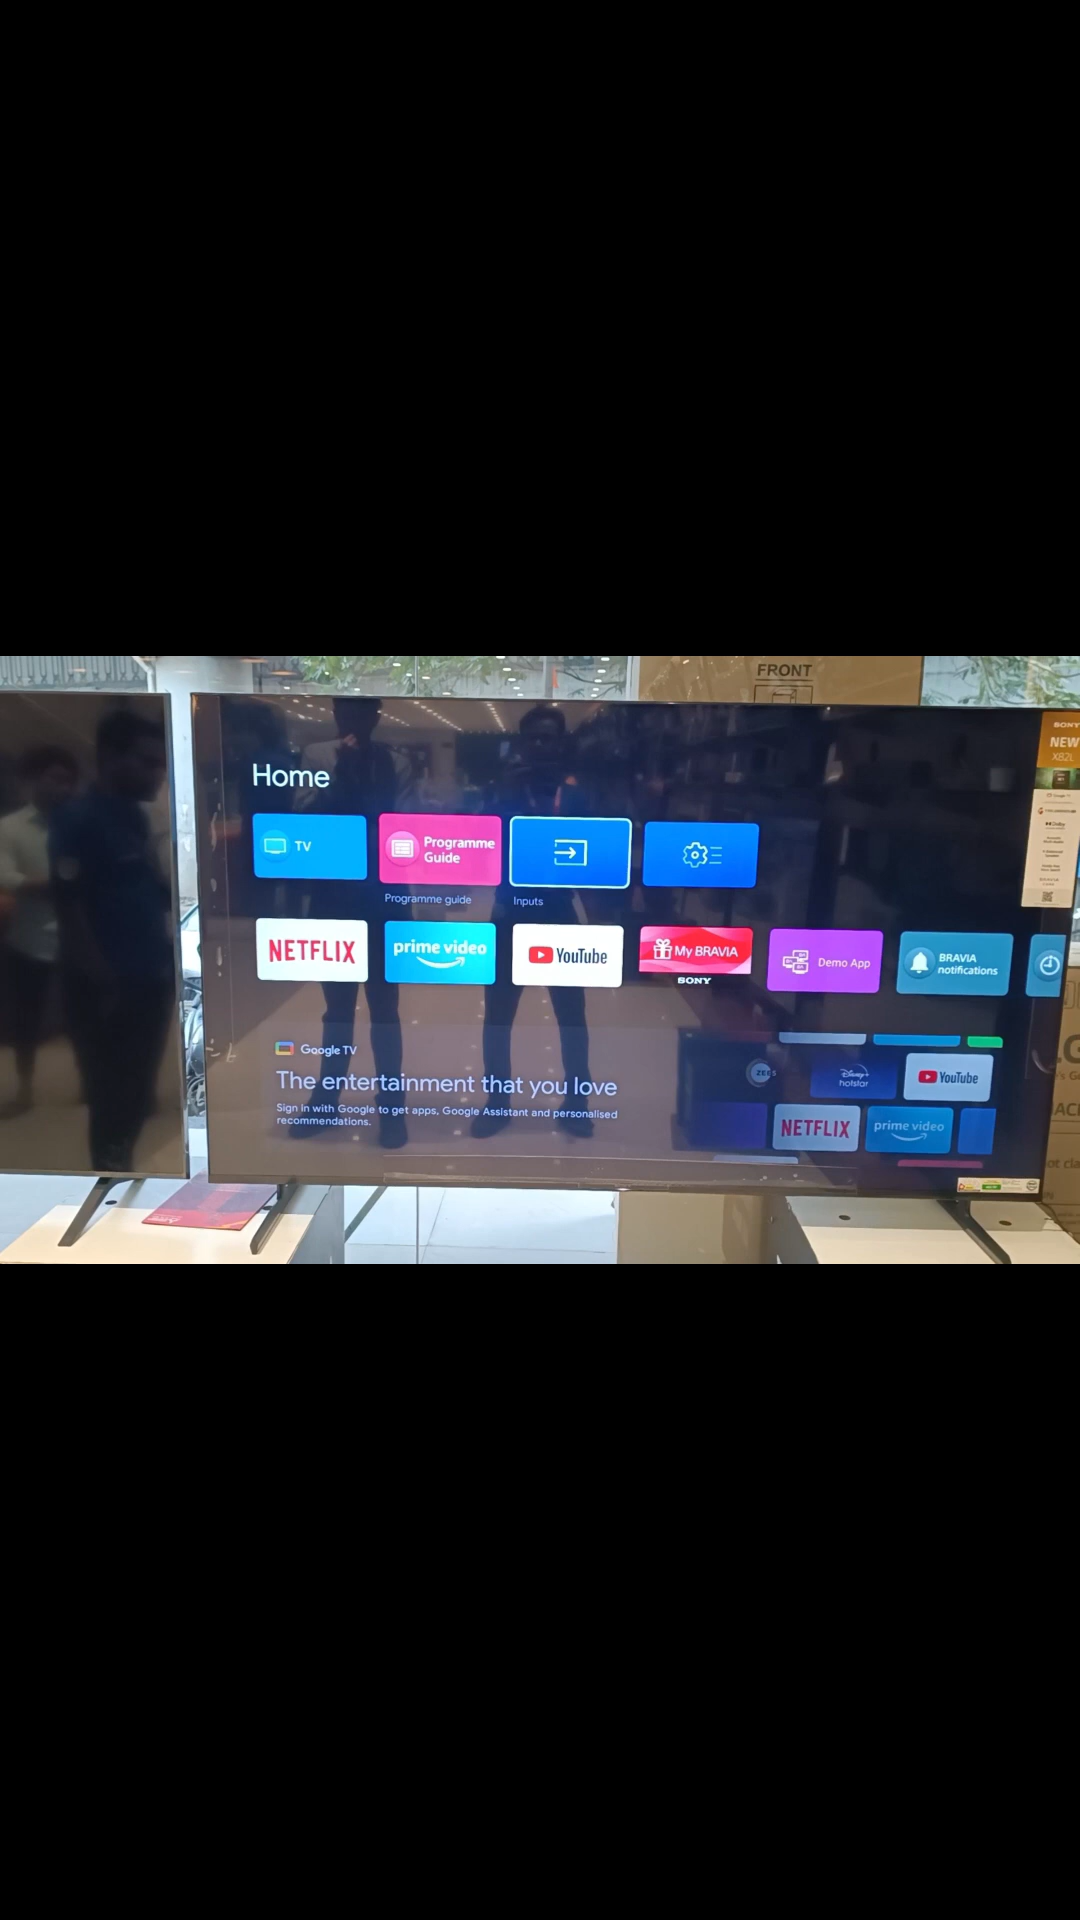 FRONT
SONY
NEW
X82L
Home
TV
Programme
Guide
Programme guide
Inputs
NETFLIX
prime video
YouTube
My BRAVIA
SONY
Demo App
BRAVIA
notifications
Google TV
The entertainment that you love
Sign in with Google to get apps, Google Assistant and personalised
recommendations.
ZEE5
Disney+
hotstar
YouTube
NETFLIX
prime video